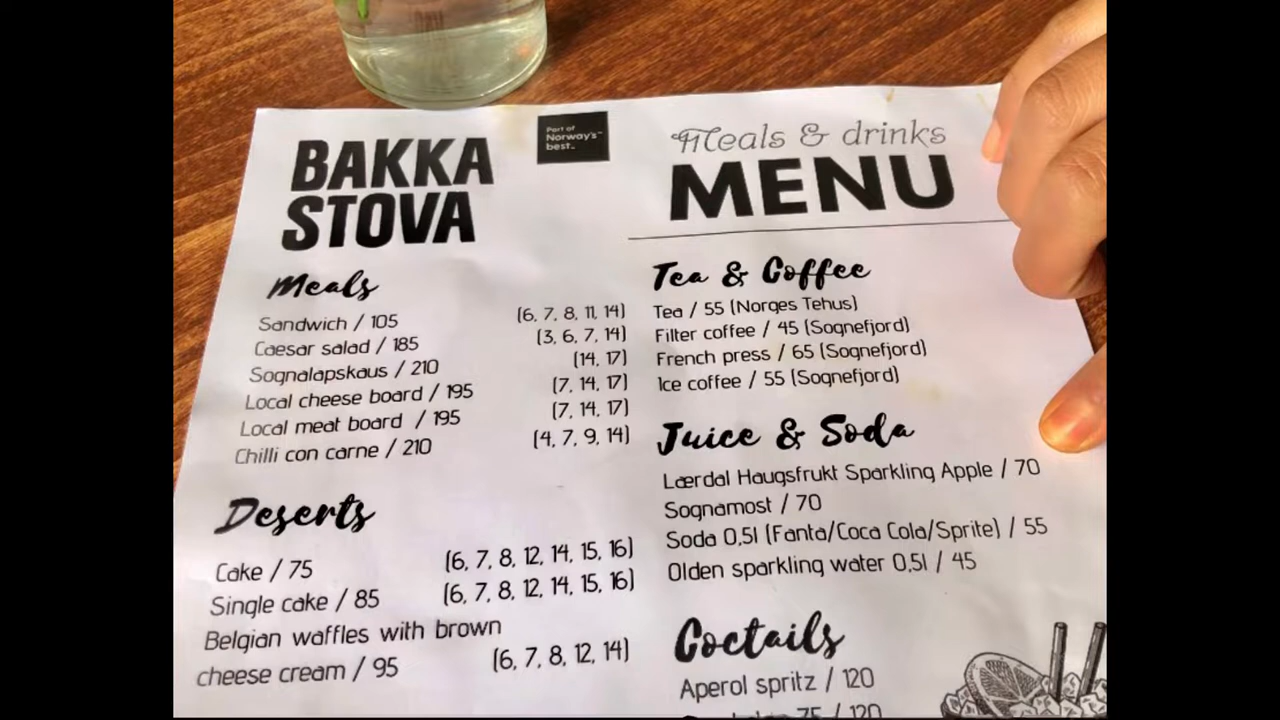 BAKKA
STOVA
Part of
Norway's™
best™
Meals & drinks
MENU
Meals
Sandwich / 105 (6, 7, 8, 11, 14)
Caesar salad / 185 (3, 6, 7, 14)
Sognalapskaus / 210 (14, 17)
Local cheese board / 195 (7, 14, 17)
Local meat board / 195 (7, 14, 17)
Chilli con carne / 210 (4, 7, 9, 14)
Deserts
Cake / 75 (6, 7, 8, 12, 14, 15, 16)
Single cake / 85 (6, 7, 8, 12, 14, 15, 16)
Belgian waffles with brown
cheese cream / 95 (6, 7, 8, 12, 14)
Tea & Coffee
Tea / 55 (Norges Tehus)
Filter coffee / 45 (Sognefjord)
French press / 65 (Sognefjord)
Ice coffee / 55 (Sognefjord)
Juice & Soda
Lærdal Haugsfrukt Sparkling Apple / 70
Sognamost / 70
Soda 0,5l (Fanta/Coca Cola/Sprite) / 55
Olden sparkling water 0,5l / 45
Coctails
Aperol spritz / 120
75 / 120